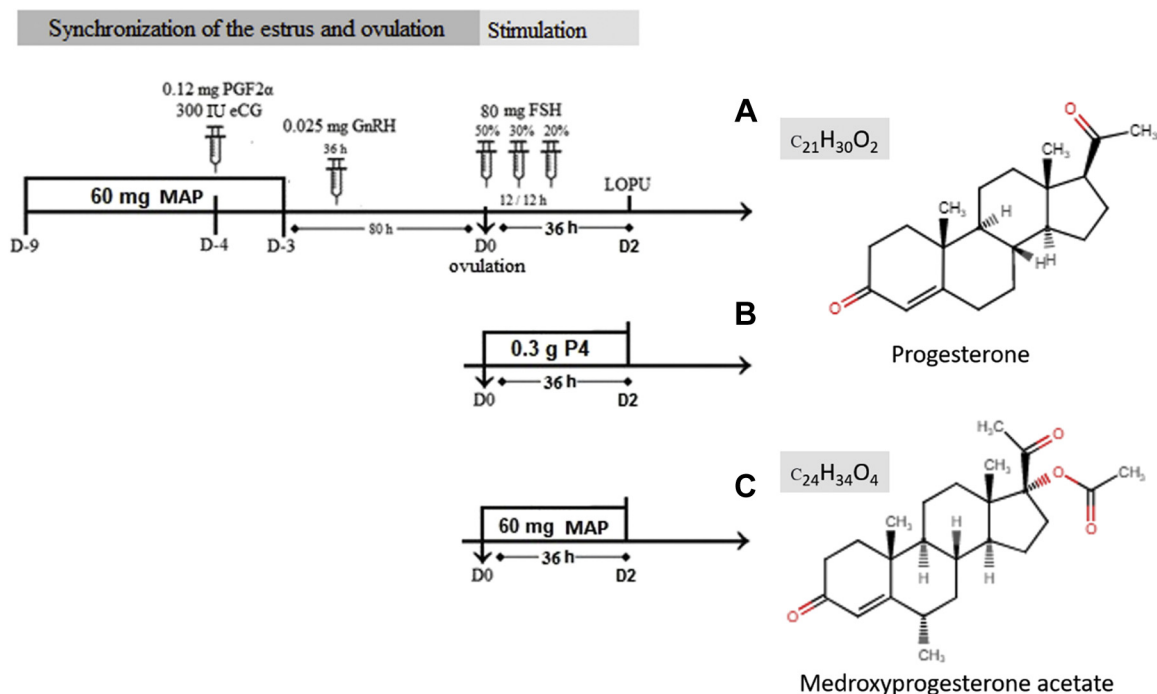 Synchronization of the estrus and ovulation
Stimulation
0.12 mg PGF2α
300 IU eCG
0.025 mg GnRH
36 h
80 mg FSH
50% 30% 20%
12 / 12 h
60 mg MAP
LOPU
D-9
D-4
D-3
80 h
D0
ovulation
36 h
D2
A
C21H30O2
O
CH3
CH3
CH3
H
H
H
O
Progesterone
B
0.3 g P4
D0
36 h
D2
C
C24H34O4
60 mg MAP
D0
36 h
D2
H3C
O
CH3
O
CH3
O
CH3
H
H
H
O
CH3
Medroxyprogesterone acetate